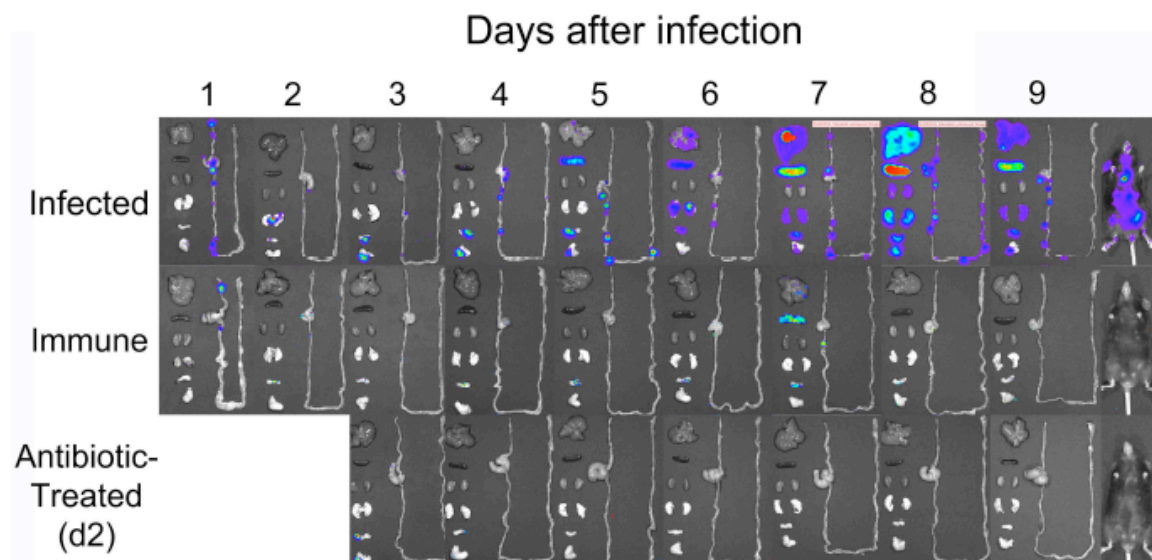 Days after infection
1 2 3 4 5 6 7 8 9
Infected
Immune
Antibiotic-
Treated
(d2)